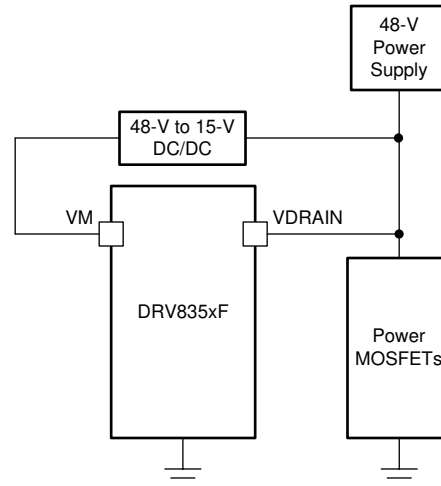 48-V
Power
Supply
48-V to 15-V
DC/DC
VM
VDRAIN
DRV835xF
Power
MOSFETs